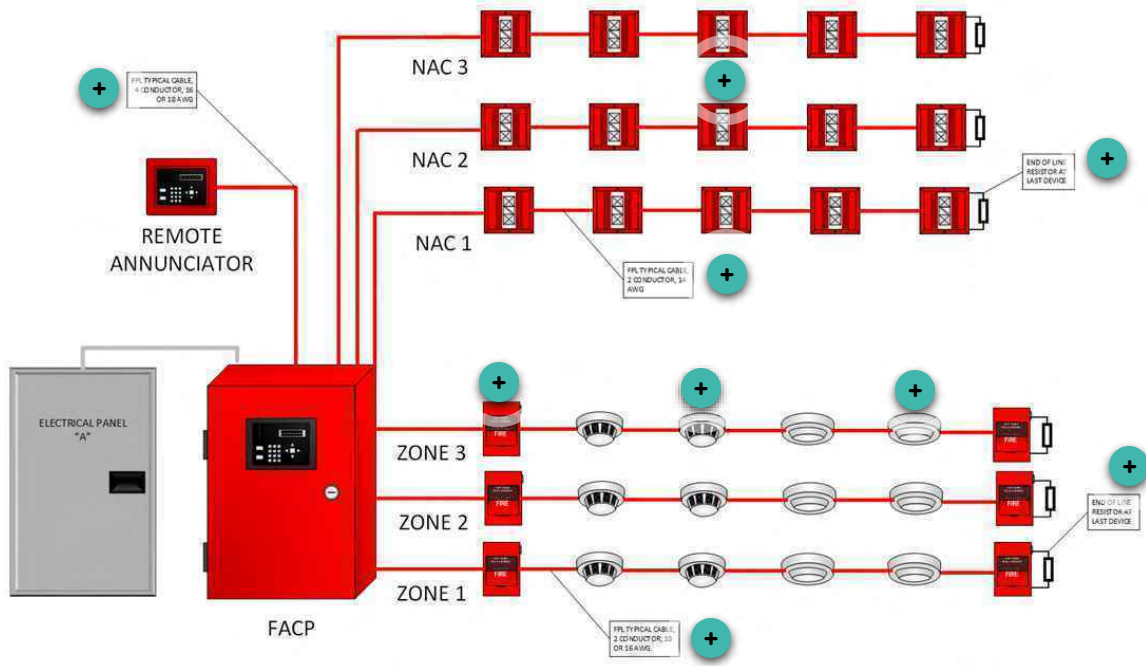 NAC 3
FPL TYPICAL CABLE,
4 CONDUCTOR, 16
OR 18 AWG
NAC 2
END OF LINE
RESISTOR AT
LAST DEVICE
NAC 1
REMOTE
ANNUNCIATOR
FPL TYPICAL CABLE,
2 CONDUCTOR, 14
AWG
ELECTRICAL PANEL
"A"
FIRE
ZONE 3
FIRE
FIRE
ZONE 2
FIRE
END OF LINE
RESISTOR AT
LAST DEVICE
FIRE
ZONE 1
FIRE
FACP
FPL TYPICAL CABLE,
OR 16 AWG.